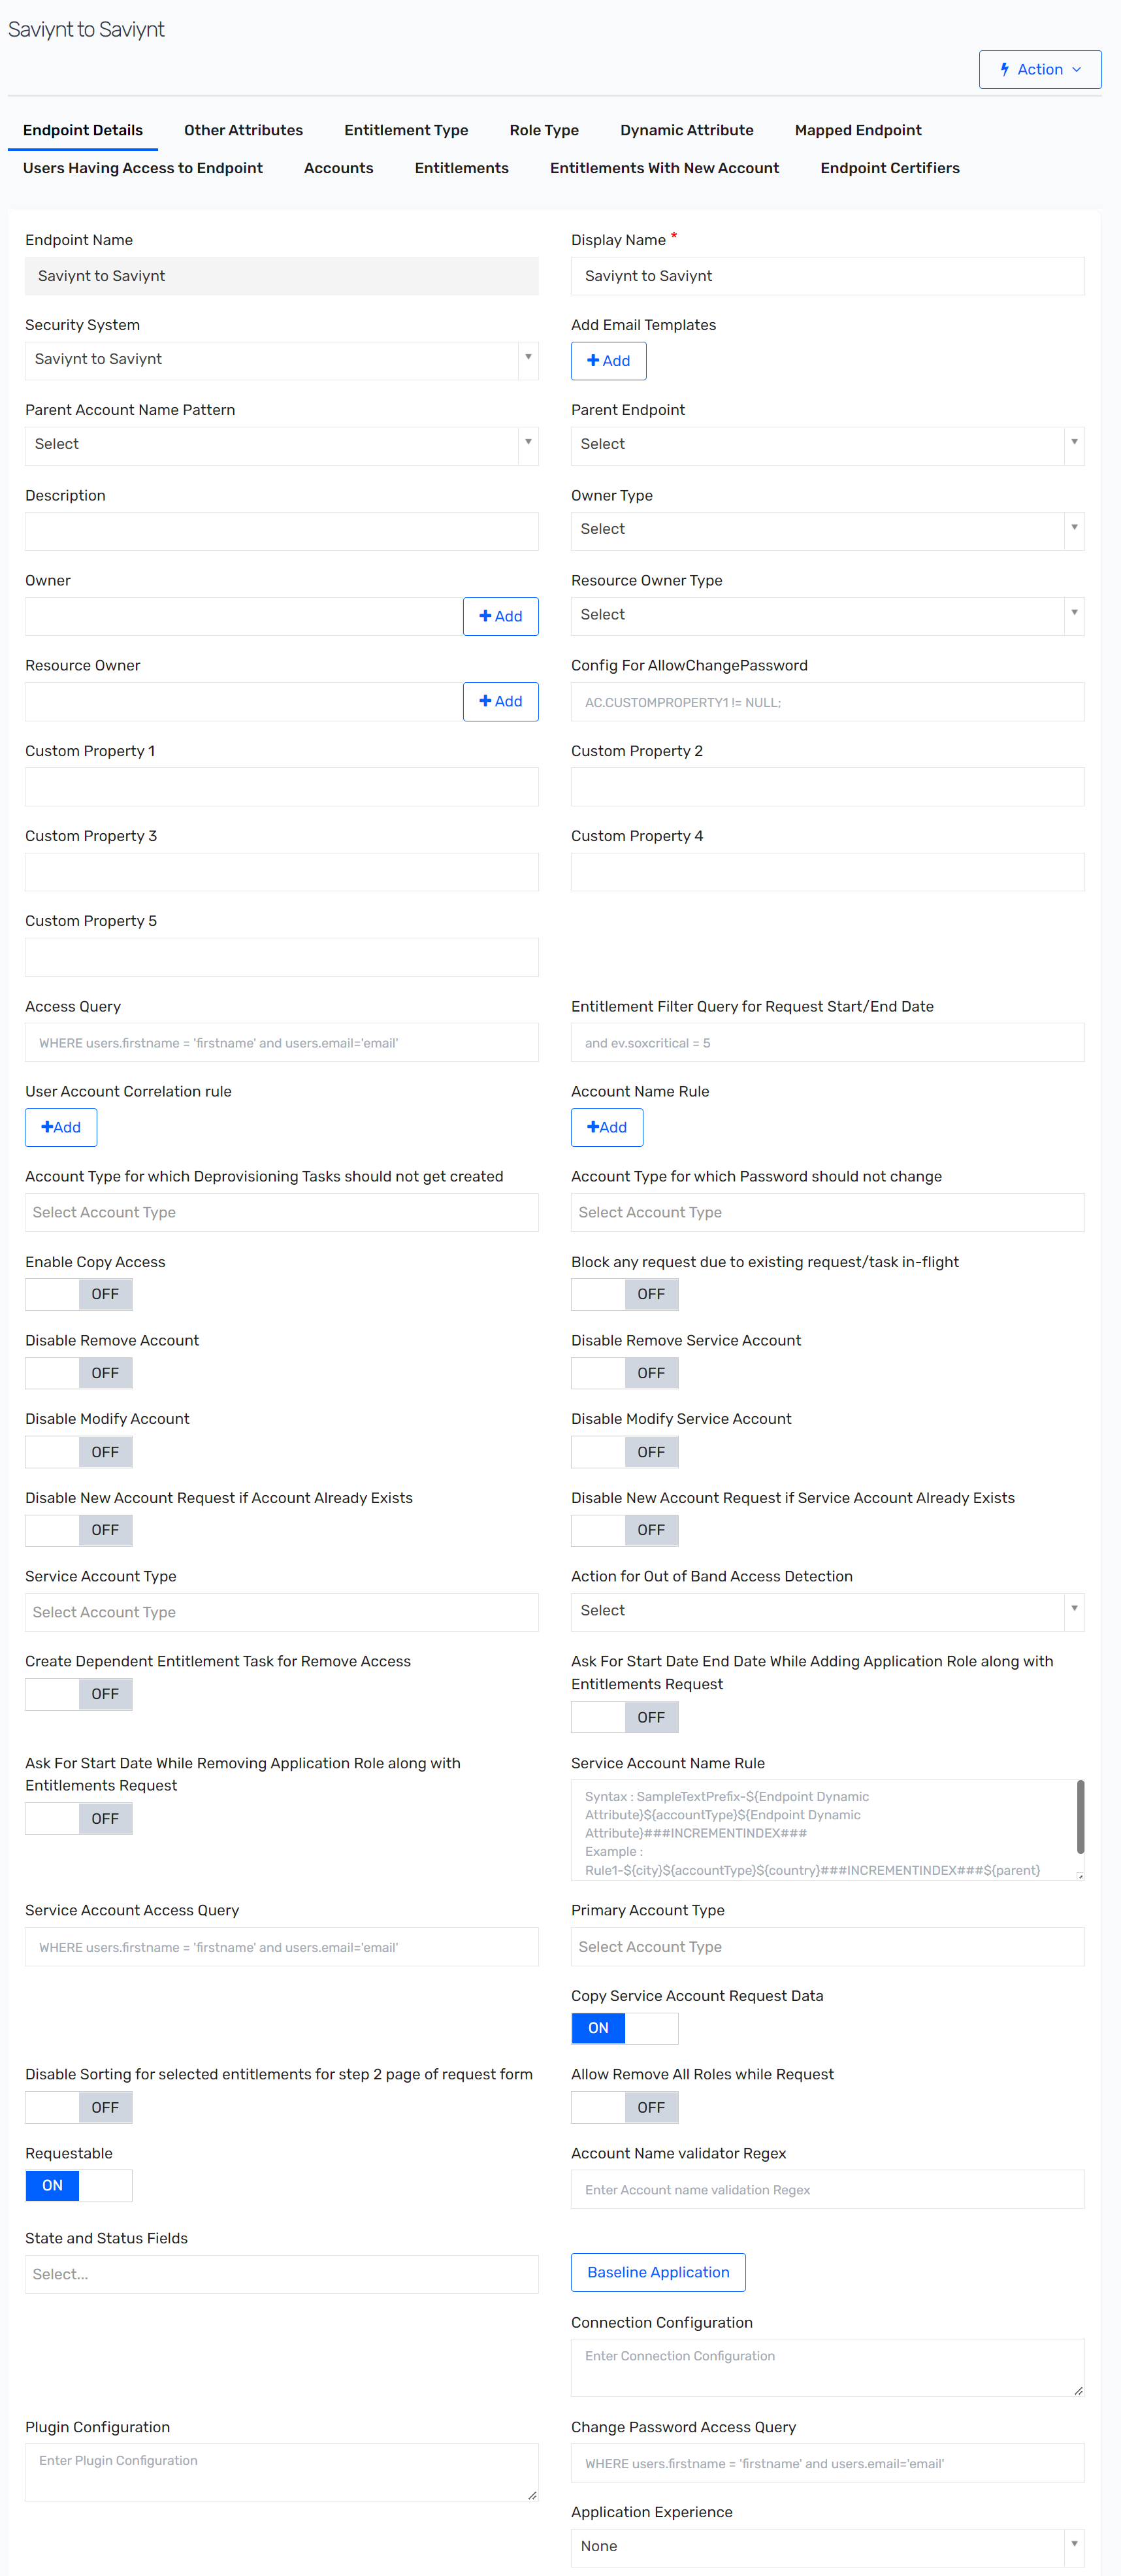 Saviynt to Saviynt
Action
Endpoint Details Other Attributes Entitlement Type Role Type Dynamic Attribute Mapped Endpoint
Users Having Access to Endpoint Accounts Entitlements Entitlements With New Account Endpoint Certifiers
Endpoint Name Display Name *
Saviynt to Saviynt Saviynt to Saviynt
Security System Add Email Templates
Saviynt to Saviynt Add
Parent Account Name Pattern Parent Endpoint
Select Select
Description Owner Type
Select
Owner Resource Owner Type
Add Select
Resource Owner Config For AllowChangePassword
Add AC.CUSTOMPROPERTY1 != NULL;
Custom Property 1 Custom Property 2
Custom Property 3 Custom Property 4
Custom Property 5
Access Query Entitlement Filter Query for Request Start/End Date
WHERE users.firstname = 'firstname' and users.email='email' and ev.soxcritical = 5
User Account Correlation rule Account Name Rule
Add Add
Account Type for which Deprovisioning Tasks should not get created Account Type for which Password should not change
Select Account Type Select Account Type
Enable Copy Access Block any request due to existing request/task in-flight
OFF OFF
Disable Remove Account Disable Remove Service Account
OFF OFF
Disable Modify Account Disable Modify Service Account
OFF OFF
Disable New Account Request if Account Already Exists Disable New Account Request if Service Account Already Exists
OFF OFF
Service Account Type Action for Out of Band Access Detection
Select Account Type Select
Create Dependent Entitlement Task for Remove Access Ask For Start Date End Date While Adding Application Role along with
Entitlements Request
OFF OFF
Ask For Start Date While Removing Application Role along with Service Account Name Rule
Entitlements Request
OFF
Syntax : SampleTextPrefix-${Endpoint Dynamic
Attribute}${accountType}${Endpoint Dynamic
Attribute}###INCREMENTINDEX###
Example :
Rule1-${city}${accountType}${country}###INCREMENTINDEX###${parent}
Service Account Access Query Primary Account Type
WHERE users.firstname = 'firstname' and users.email='email' Select Account Type
Copy Service Account Request Data
ON
Disable Sorting for selected entitlements for step 2 page of request form Allow Remove All Roles while Request
OFF OFF
Requestable Account Name validator Regex
ON Enter Account name validation Regex
State and Status Fields
Select... Baseline Application
Connection Configuration
Enter Connection Configuration
Plugin Configuration Change Password Access Query
Enter Plugin Configuration WHERE users.firstname = 'firstname' and users.email='email'
Application Experience
None